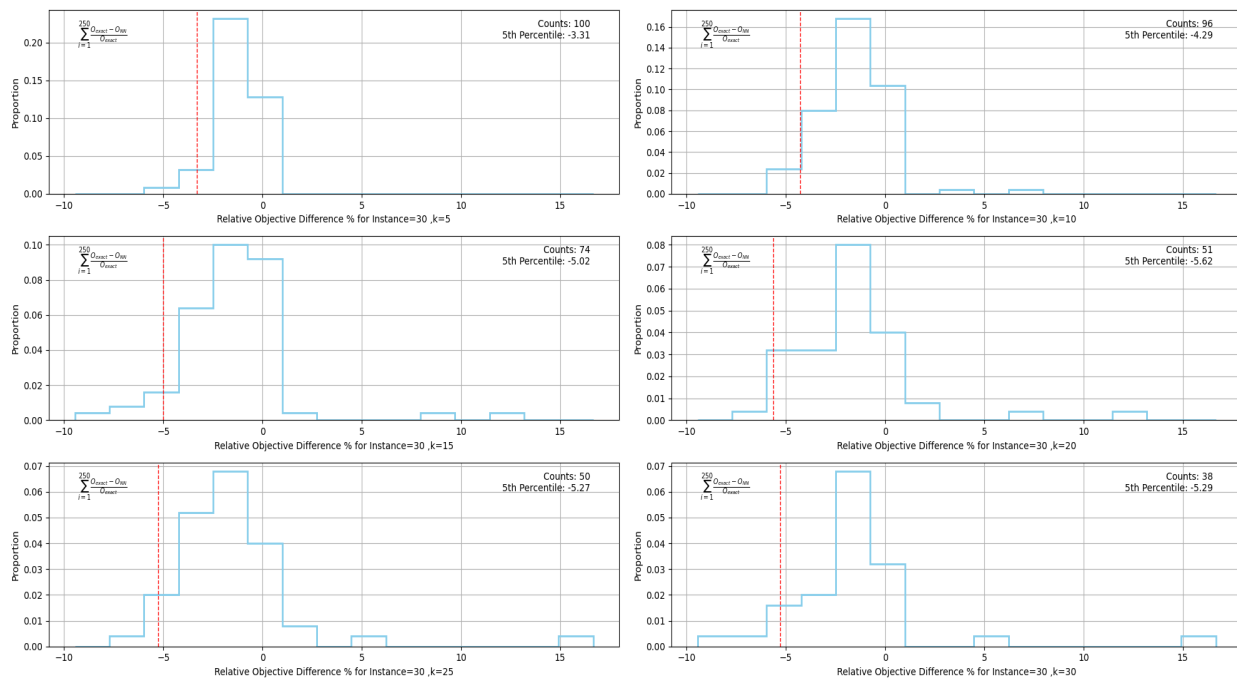 0.20
0.15
0.10
0.05
0.00
Proportion
250
∑ O_exact − O_NN / O_exact
i = 1
Counts: 100
5th Percentile: -3.31
−10 −5 0 5 10 15
Relative Objective Difference % for Instance=30 ,k=5
0.16
0.14
0.12
0.10
0.08
0.06
0.04
0.02
0.00
Proportion
250
∑ O_exact − O_NN / O_exact
i = 1
Counts: 96
5th Percentile: -4.29
−10 −5 0 5 10 15
Relative Objective Difference % for Instance=30 ,k=10
0.10
0.08
0.06
0.04
0.02
0.00
Proportion
250
∑ O_exact − O_NN / O_exact
i = 1
Counts: 74
5th Percentile: -5.02
−10 −5 0 5 10 15
Relative Objective Difference % for Instance=30 ,k=15
0.08
0.07
0.06
0.05
0.04
0.03
0.02
0.01
0.00
Proportion
250
∑ O_exact − O_NN / O_exact
i = 1
Counts: 51
5th Percentile: -5.62
−10 −5 0 5 10 15
Relative Objective Difference % for Instance=30 ,k=20
0.07
0.06
0.05
0.04
0.03
0.02
0.01
0.00
Proportion
250
∑ O_exact − O_NN / O_exact
i = 1
Counts: 50
5th Percentile: -5.27
−10 −5 0 5 10 15
Relative Objective Difference % for Instance=30 ,k=25
0.07
0.06
0.05
0.04
0.03
0.02
0.01
0.00
Proportion
250
∑ O_exact − O_NN / O_exact
i = 1
Counts: 38
5th Percentile: -5.29
−10 −5 0 5 10 15
Relative Objective Difference % for Instance=30 ,k=30